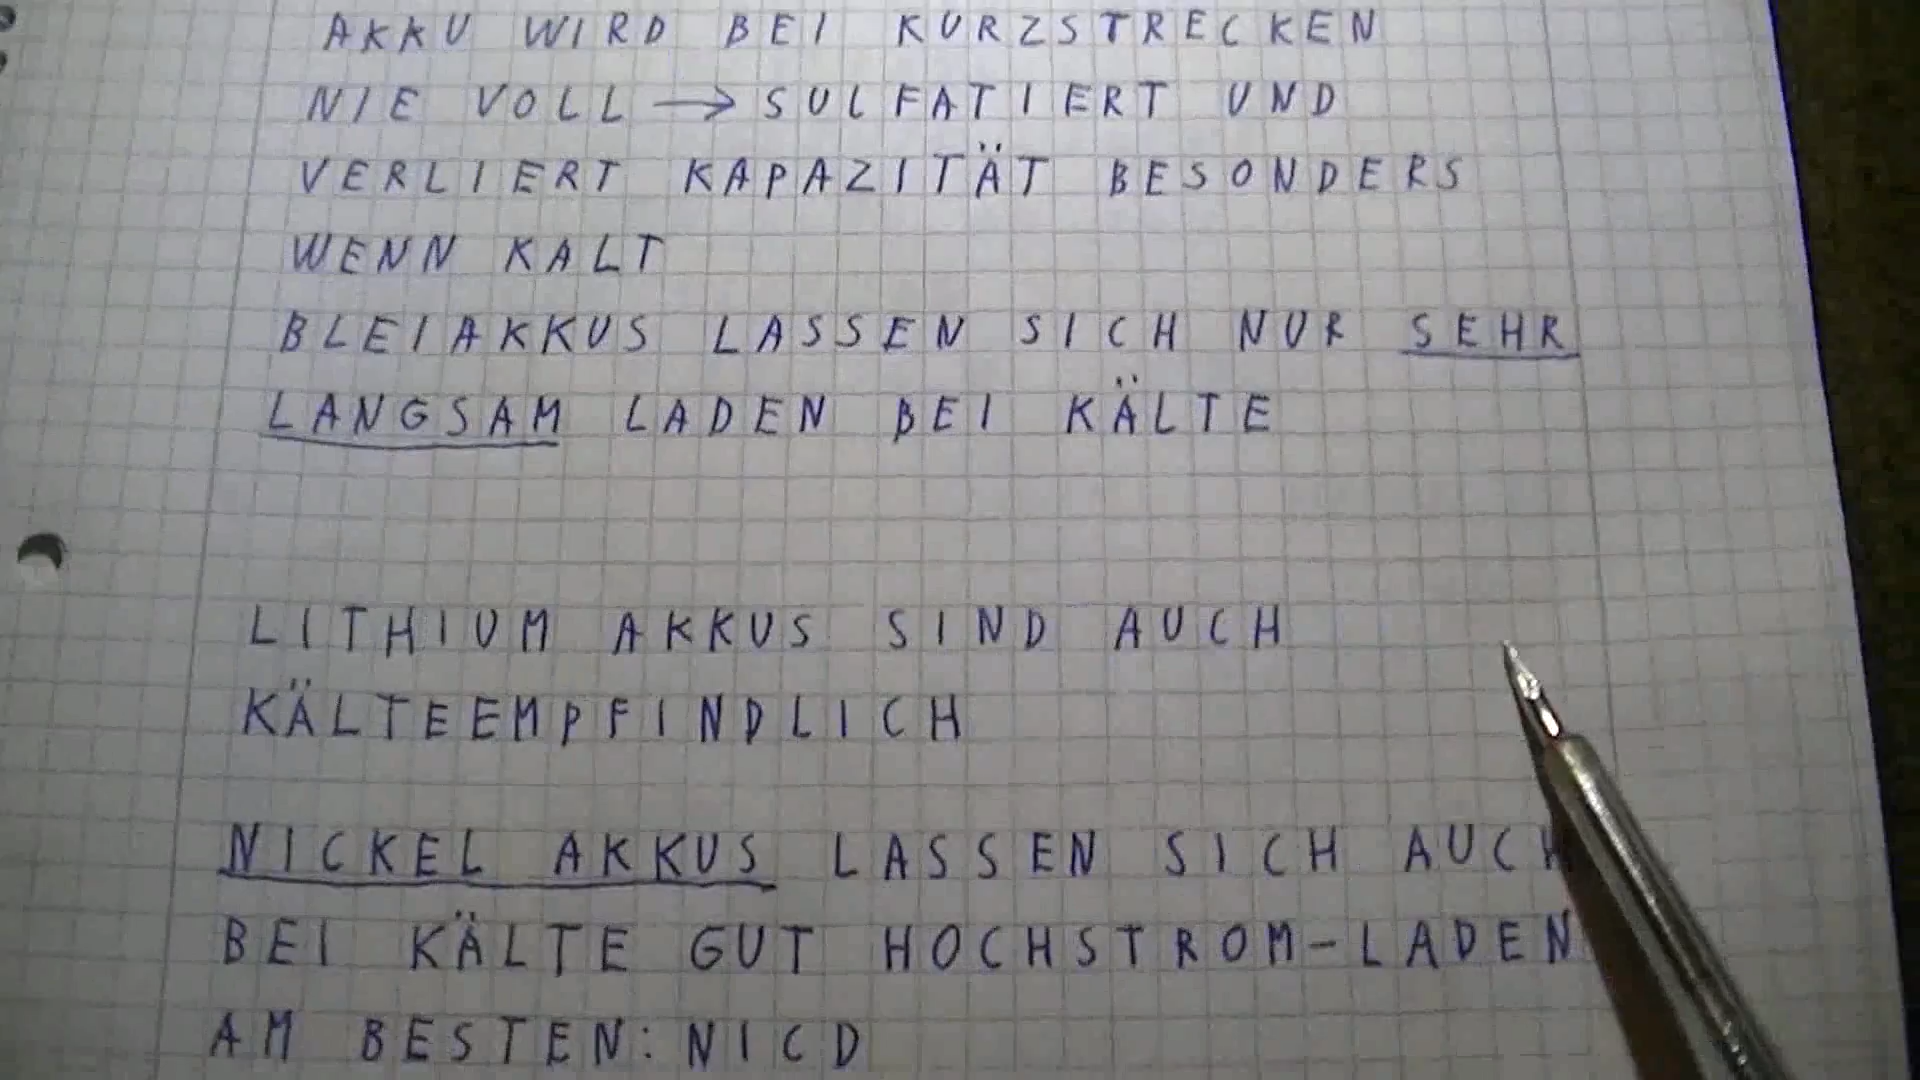 AKKU WIRD BEI KURZSTRECKEN
NIE VOLL → SULFATIERT UND
VERLIERT KAPAZITÄT BESONDERS
WENN KALT
BLEIAKKUS LASSEN SICH NUR SEHR
LANGSAM LADEN BEI KÄLTE
LITHIUM AKKUS SIND AUCH
KÄLTEEMPFINDLICH
NICKEL AKKUS LASSEN SICH AUCH
BEI KÄLTE GUT HOCHSTROM-LADEN
AM BESTEN: NICD